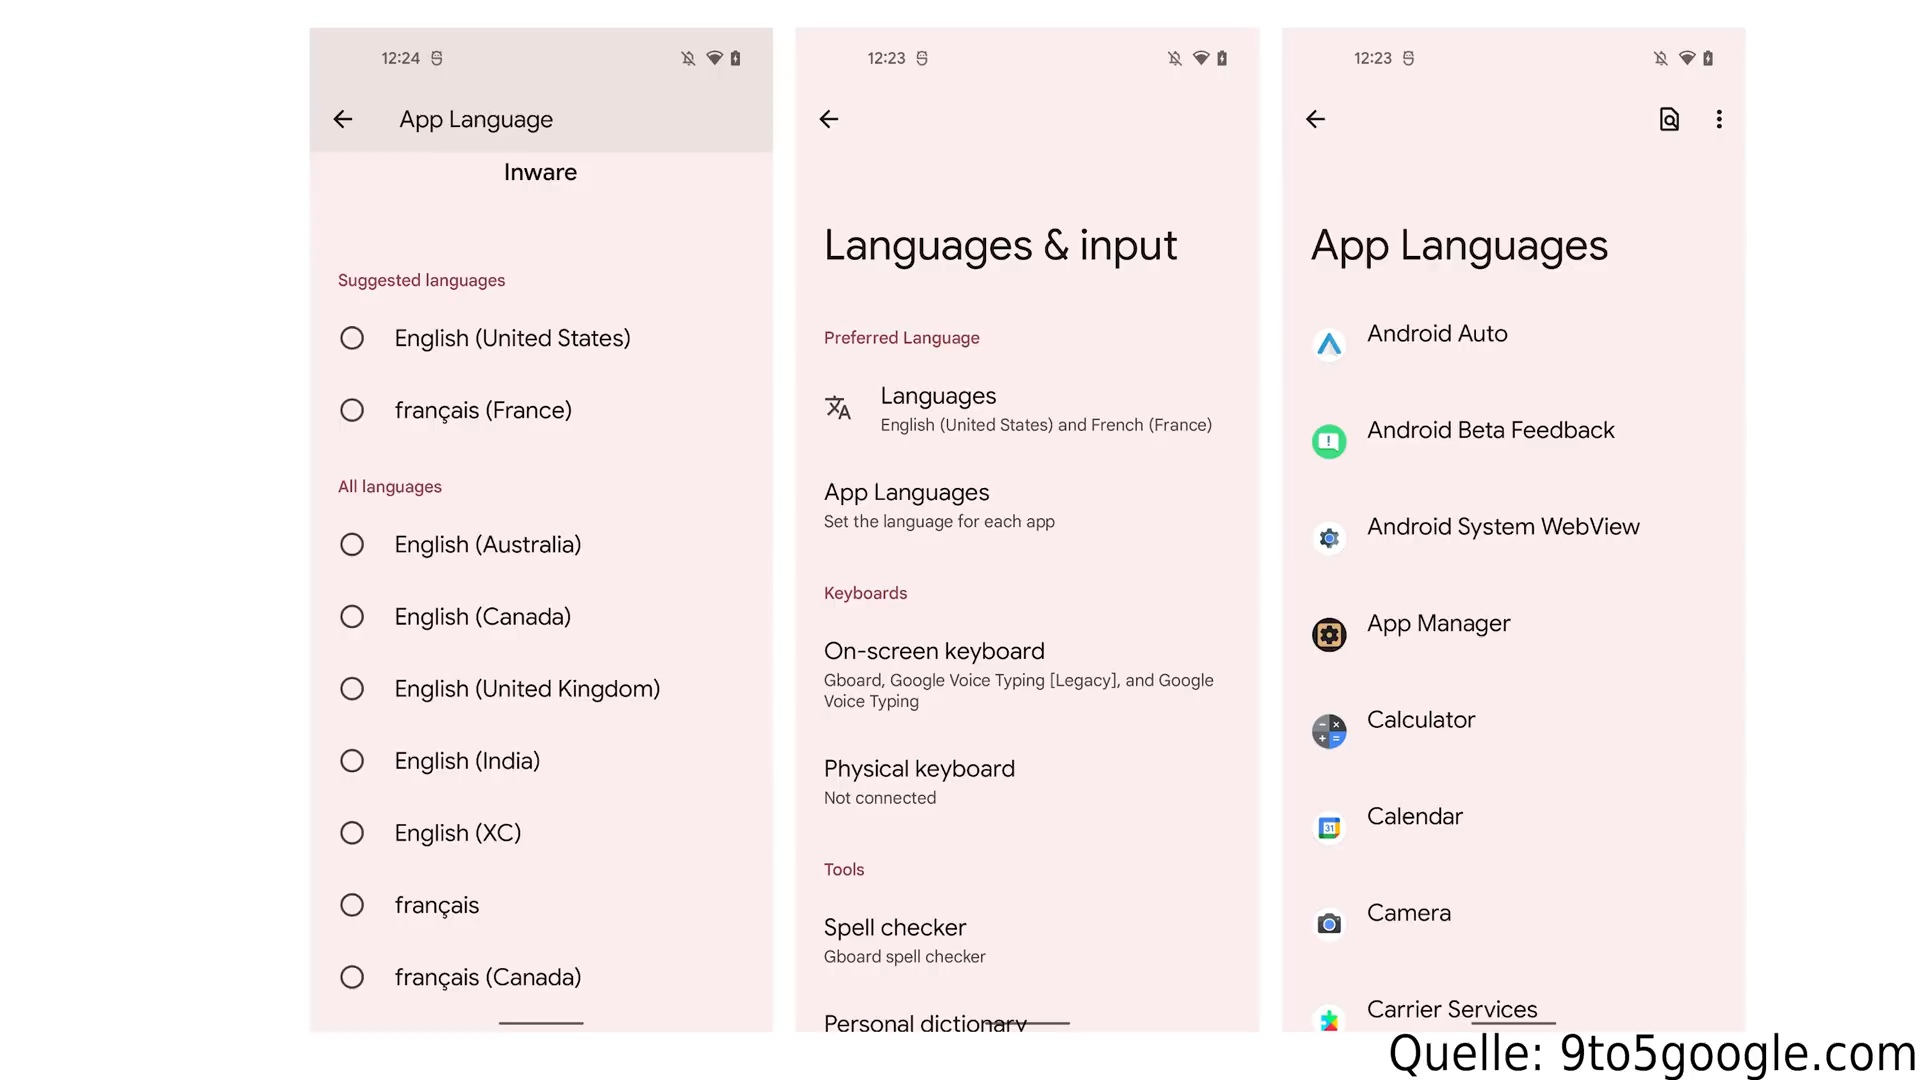 12:24
App Language
Inware
Suggested languages
English (United States)
français (France)
All languages
English (Australia)
English (Canada)
English (United Kingdom)
English (India)
English (XC)
français
français (Canada)
12:23
Languages & input
Preferred Language
Languages
English (United States) and French (France)
App Languages
Set the language for each app
Keyboards
On-screen keyboard
Gboard, Google Voice Typing [Legacy], and Google
Voice Typing
Physical keyboard
Not connected
Tools
Spell checker
Gboard spell checker
Personal dictionary
12:23
App Languages
Android Auto
Android Beta Feedback
Android System WebView
App Manager
Calculator
31
Calendar
Camera
Carrier Services
Quelle: 9to5google.com